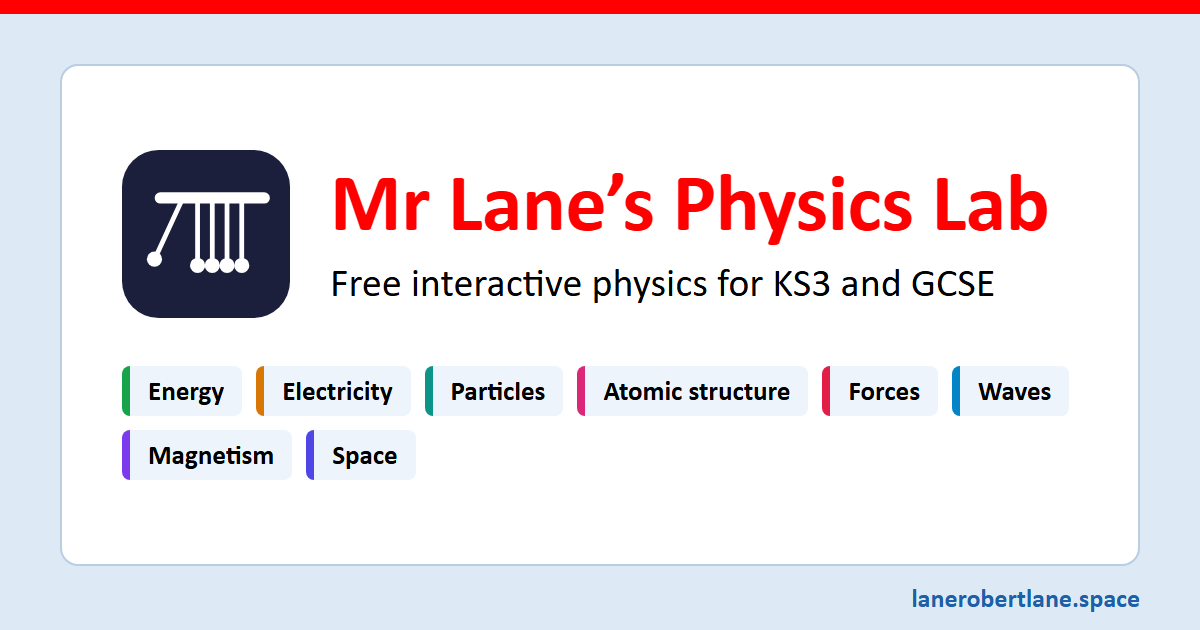 Mr Lane’s Physics Lab
Free interactive physics for KS3 and GCSE
Energy Electricity Particles Atomic structure Forces Waves
Magnetism Space
lanerobertlane.space